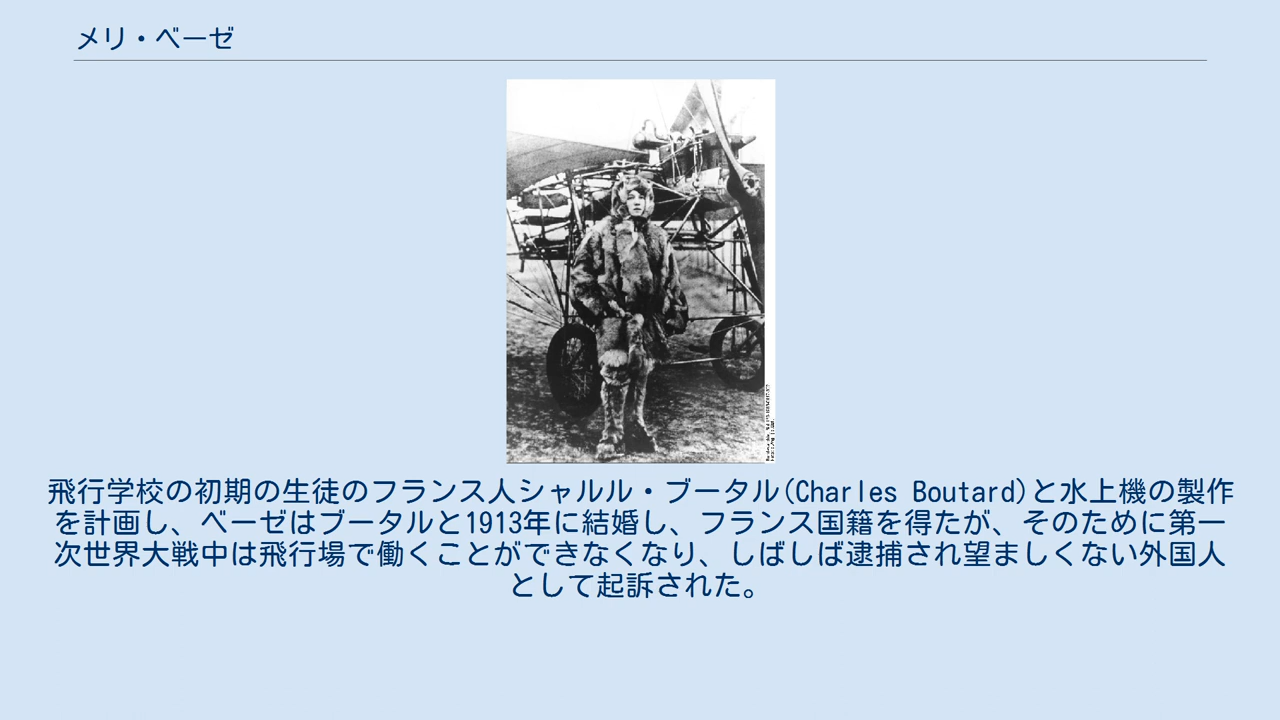 メリ・ベーゼ
飛行学校の初期の生徒のフランス人シャルル・ブータル(Charles Boutard)と水上機の製作
を計画し、ベーゼはブータルと1913年に結婚し、フランス国籍を得たが、そのために第一
次世界大戦中は飛行場で働くことができなくなり、しばしば逮捕され望ましくない外国人
として起訴された。